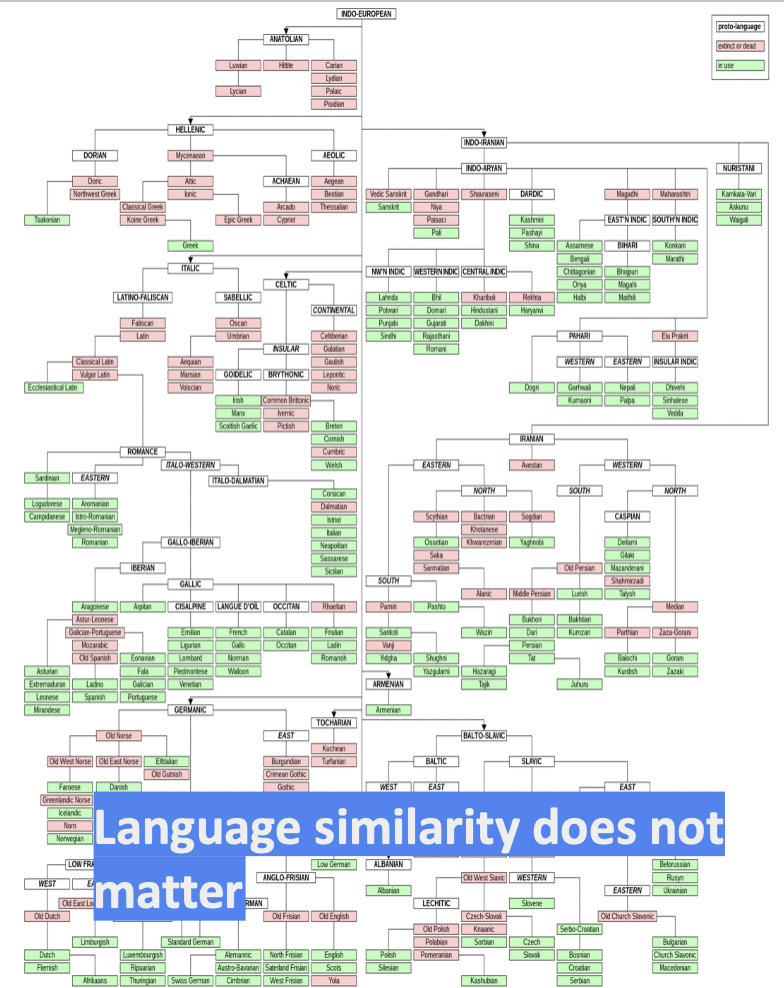 INDO-EUROPEAN
proto-language
extinct or dead
in use
ANATOLIAN
Luwian Hittite Carian
Lydian
Lycian Palaic
Pisidian
HELLENIC
INDO-IRANIAN
DORIAN Mycenaean AEOLIC
INDO-ARYAN NURISTANI
Doric Attic ACHAEAN Aegean
Northwest Greek Ionic Beotian
Classical Greek Arcado Thessalian
Tsakonian Koine Greek Epic Greek Cypriot
Greek
Vedic Sanskrit Gandhari Shauraseni DARDIC Magadhi Maharashtri Kamkata-Vari
Sanskrit Niya Askunu
Paisaci Kashmiri EAST'N INDIC SOUTH'N INDIC Waigali
Pali Pashayi
Shina Assamese BIHARI Konkani
Bengali Marathi
Chittagonian Bhojpuri
Oriya Magahi
Halbi Maithili
ITALIC
CELTIC
NW'N INDIC WESTERN INDIC CENTRAL INDIC
LATINO-FALISCAN SABELLIC CONTINENTAL
Lahnda Bhil Khariboli Rekhta
Potwari Domari Hindustani Haryanvi
Punjabi Gujarati Dakhini
Sindhi Rajasthani
Romani
Faliscan Oscan
Latin Umbrian Celtiberian
INSULAR Galatian
Classical Latin Aequian Gaulish
Vulgar Latin Marsian GOIDELIC BRYTHONIC Lepontic
Ecclesiastical Latin Volscian Noric
PAHARI Elu Prakrit
WESTERN EASTERN INSULAR INDIC
Dogri Garhwali Nepali Dhivehi
Kumaoni Palpa Sinhalese
Vedda
Irish Common Brittonic
Manx Ivernic
Scottish Gaelic Pictish Breton
Cornish
Cumbric
Welsh
ROMANCE
ITALO-WESTERN
Sardinian EASTERN ITALO-DALMATIAN
IRANIAN
EASTERN Avestan WESTERN
NORTH SOUTH NORTH
Logudorese Aromanian Corsican
Campidanese Istro-Romanian Dalmatian
Megleno-Romanian Istriot
Romanian Italian
Neapolitan
Sassarese
Sicilian
GALLO-IBERIAN
IBERIAN
GALLIC
Scythian Bactrian Sogdian CASPIAN
Khotanese
Ossetian Khwarezmian Yaghnobi Deilami
Saka Gilaki
Sarmatian Old Persian Mazanderani
SOUTH Shahmirzadi
Alanic Middle Persian Lurish Talysh
Aragonese Arpitan CISALPINE LANGUE D'OÏL OCCITAN Rhaetian
Astur-Leonese
Galician-Portuguese Emilian French Catalan Friulian
Mozarabic Ligurian Gallo Occitan Ladin
Old Spanish Eonavian Lombard Norman Romansh
Asturian Fala Piedmontese Walloon
Extremaduran Ladino Galician Venetian
Leonese Spanish Portuguese
Mirandese
Pamiri Pashto Median
Bukhori Bakhtiari
Sarikoli Waziri Dari Kumzari Parthian Zaza-Gorani
Vanji Persian
Yidgha Shughni Tat Balochi Gorani
Yazgulami Hazaragi Kurdish Zazaki
ARMENIAN Tajik Juhuru
Armenian
GERMANIC
TOCHARIAN
Old Norse EAST BALTO-SLAVIC
Kuchean
Old West Norse Old East Norse Elfdalian Burgundian Turfanian BALTIC SLAVIC
Old Gutnish Crimean Gothic
Faroese Danish Gothic WEST EAST EAST
Greenlandic Norse
Icelandic
Norn
Norwegian
Language similarity does not
matter
Low German ALBANIAN Belorussian
WEST ANGLO-FRISIAN Old West Slavic WESTERN Rusyn
Albanian EASTERN Ukrainian
LECHITIC Slovene
Old Dutch Old Frisian Old English Czech-Slovak Old Church Slavonic
Old Polish Knaanic Serbo-Croatian
Limburgish Standard German Polabian Sorbian Czech Bulgarian
Dutch Luxembourgish Alemannic North Frisian English Polish Pomeranian Slovak Bosnian Church Slavonic
Flemish Ripuarian Austro-Bavarian Saterland Frisian Scots Silesian Croatian Macedonian
Afrikaans Thuringian Swiss German Cimbrian West Frisian Yola Kashubian Serbian